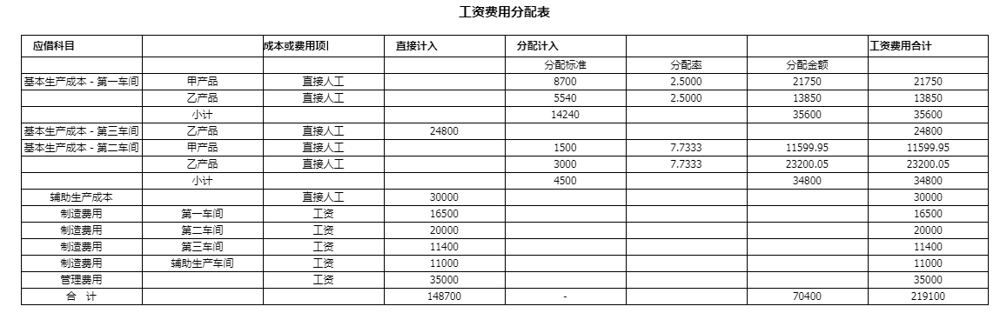 工资费用分配表
应借科目 成本或费用项 直接计入 分配计入 工资费用合计
分配标准 分配率 分配金额
基本生产成本 - 第一车间 甲产品 直接人工 8700 2.5000 21750 21750
乙产品 直接人工 5540 2.5000 13850 13850
小计 14240 35600 35600
基本生产成本 - 第三车间 乙产品 直接人工 24800 24800
基本生产成本 - 第二车间 甲产品 直接人工 1500 7.7333 11599.95 11599.95
乙产品 直接人工 3000 7.7333 23200.05 23200.05
小计 4500 34800 34800
辅助生产成本 直接人工 30000 30000
制造费用 第一车间 工资 16500 16500
制造费用 第二车间 工资 20000 20000
制造费用 第三车间 工资 11400 11400
制造费用 辅助生产车间 工资 11000 11000
管理费用 工资 35000 35000
合 计 148700 - 70400 219100